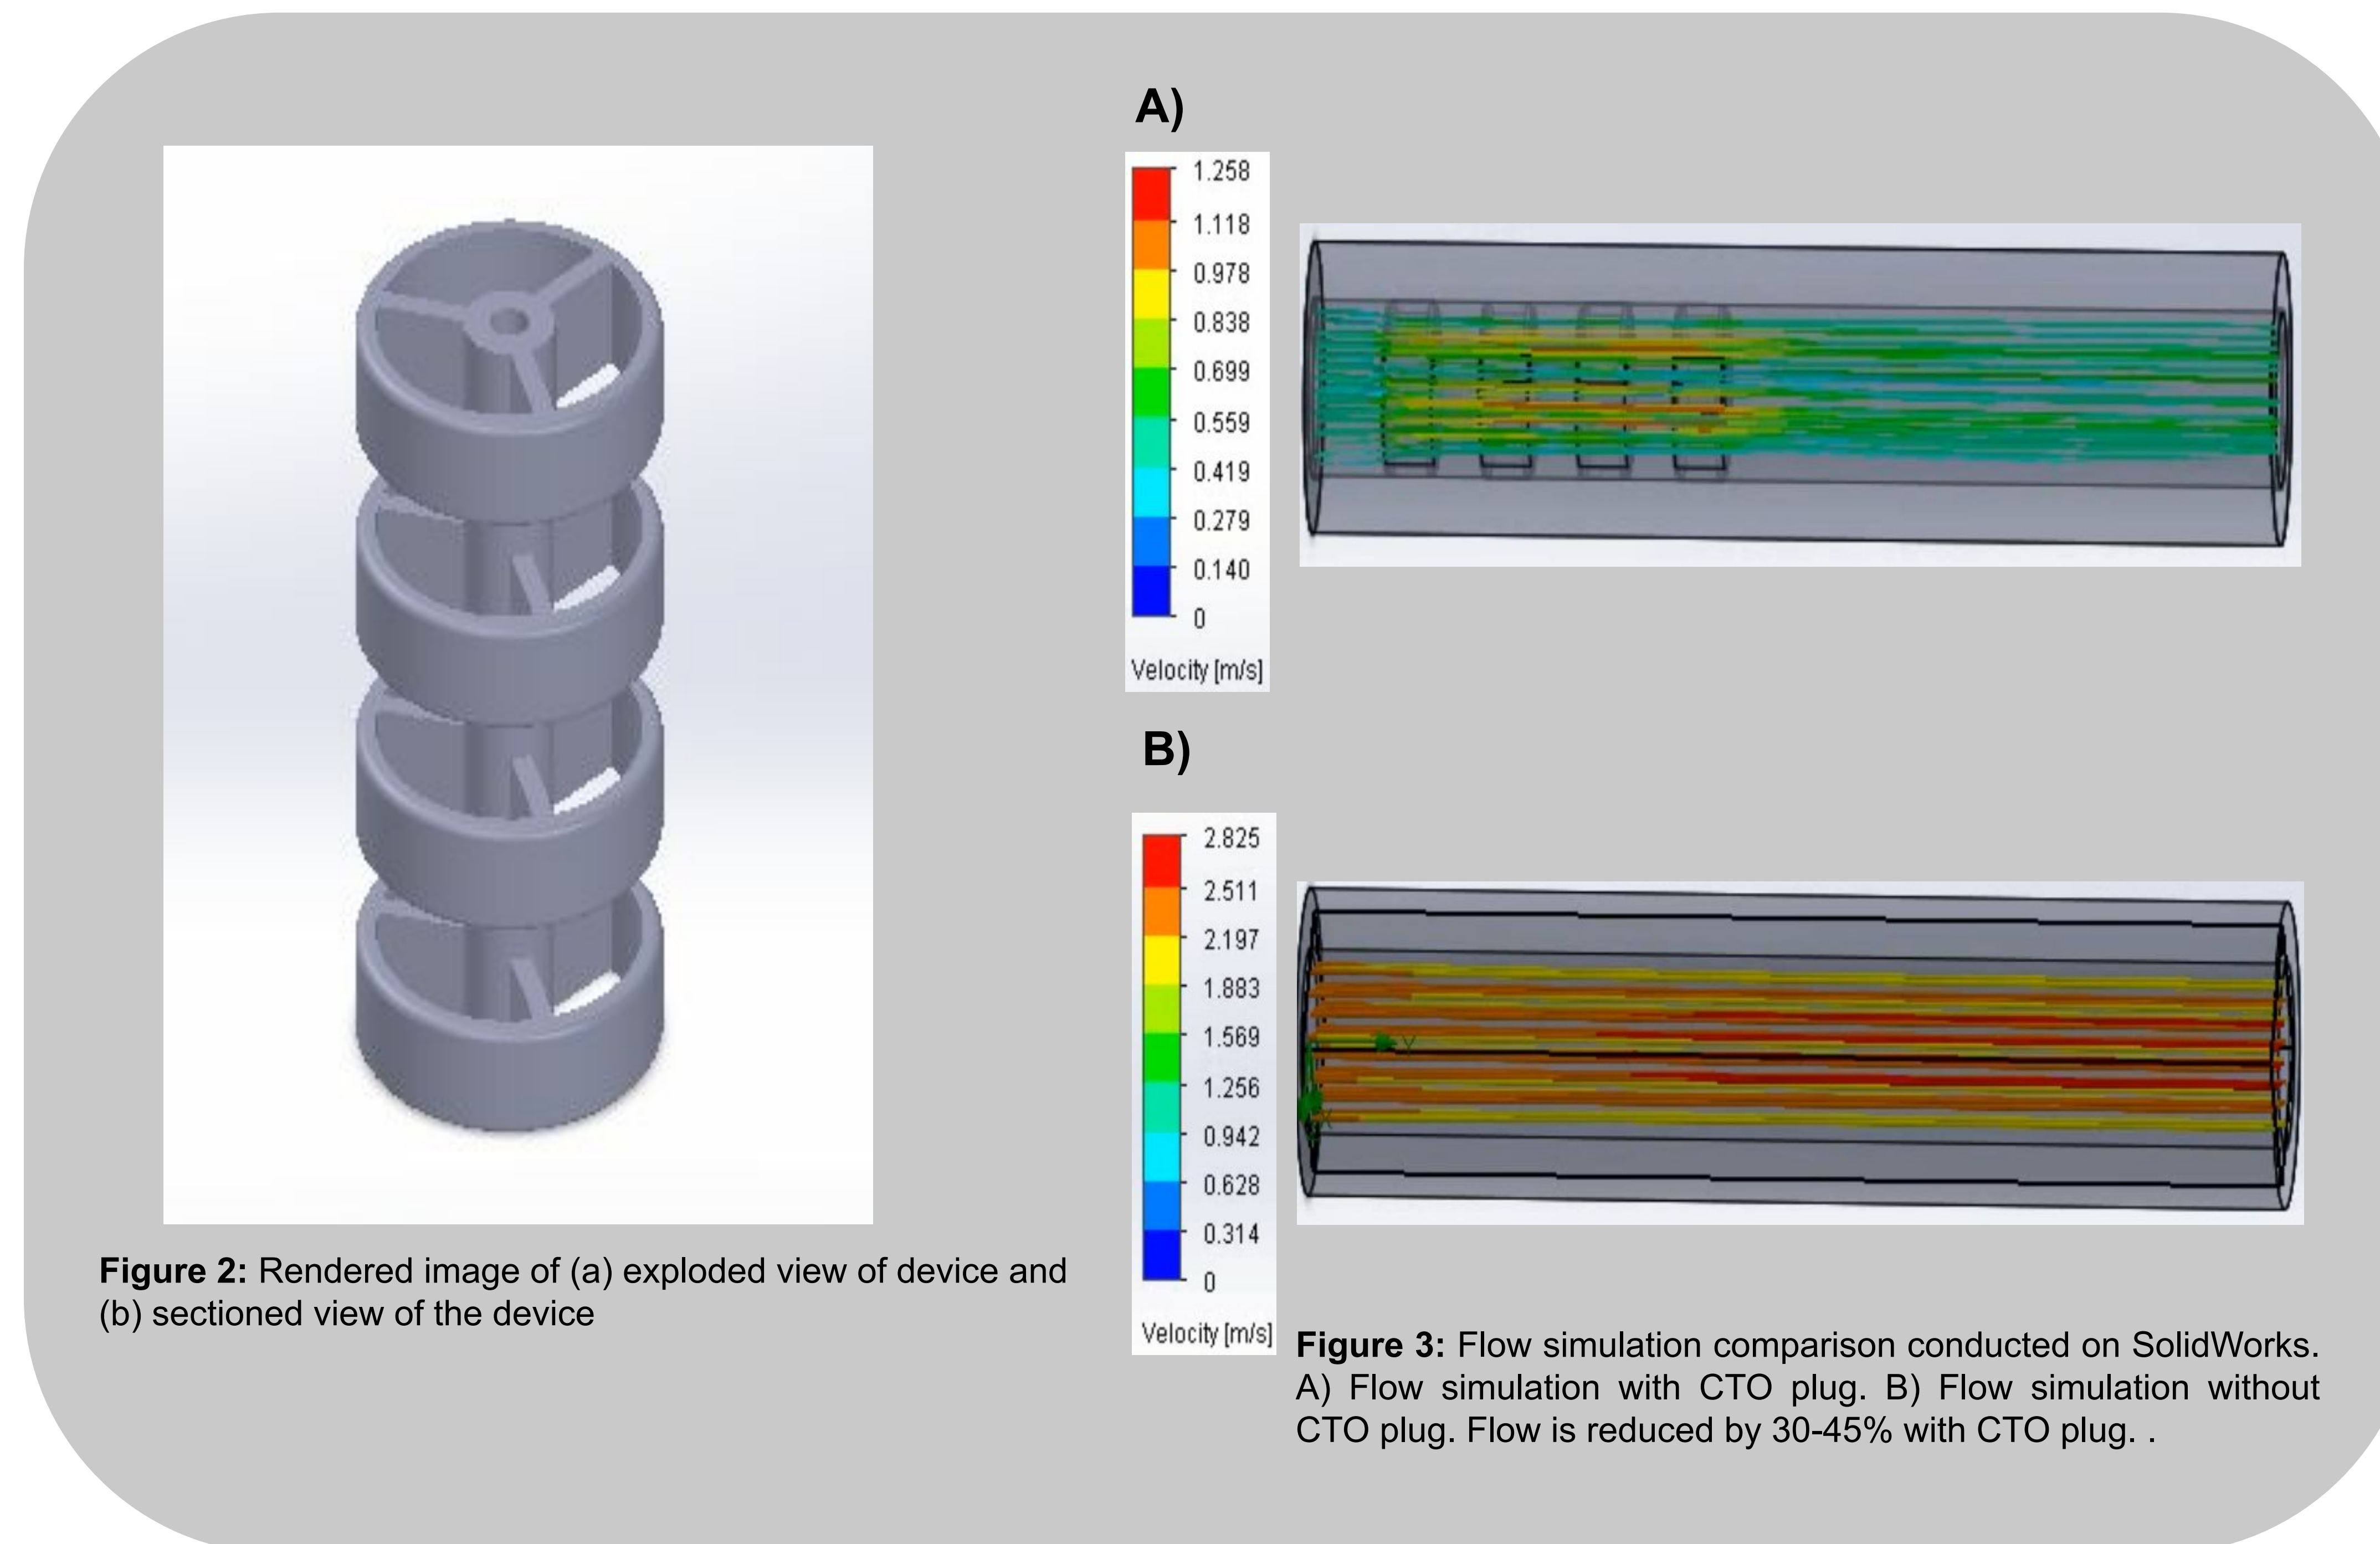 A)
1.258
1.118
0.978
0.838
0.699
0.559
0.419
0.279
0.140
0
Velocity [m/s]
B)
2.825
2.511
2.197
1.883
1.569
1.256
0.942
0.628
0.314
0
Velocity [m/s]
Y
X
Figure 2: Rendered image of (a) exploded view of device and
(b) sectioned view of the device
Figure 3: Flow simulation comparison conducted on SolidWorks.
A) Flow simulation with CTO plug. B) Flow simulation without
CTO plug. Flow is reduced by 30-45% with CTO plug. .